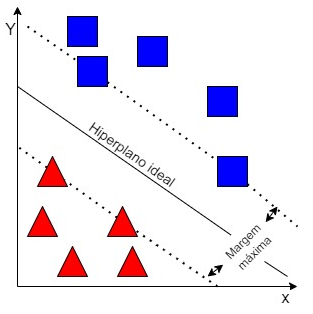 Y
Hiperplano ideal
Margem
máxima
x